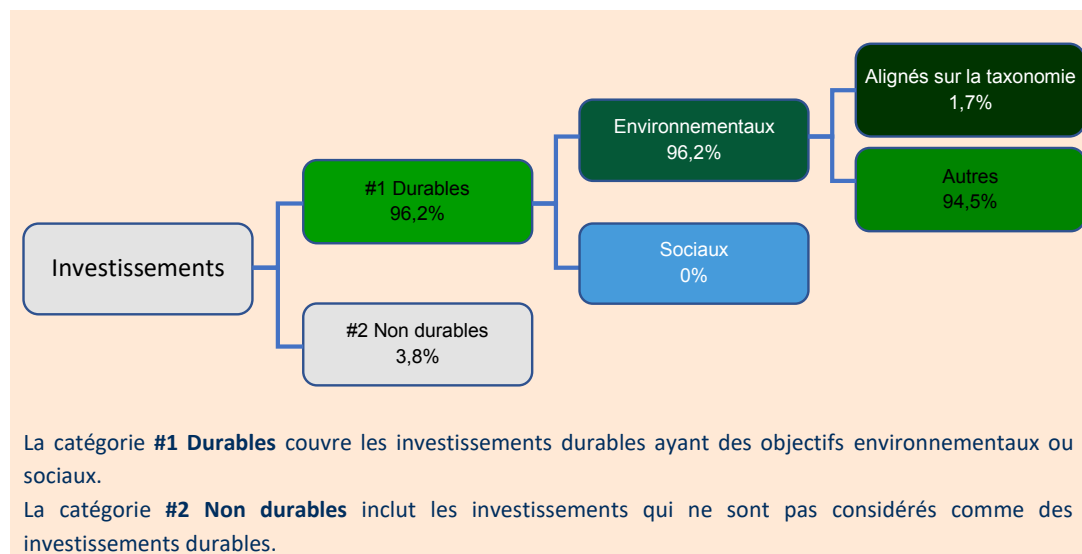 Investissements
#1 Durables
96,2%
#2 Non durables
3,8%
Environnementaux
96,2%
Sociaux
0%
Alignés sur la taxonomie
1,7%
Autres
94,5%
La catégorie #1 Durables couvre les investissements durables ayant des objectifs environnementaux ou
sociaux.
La catégorie #2 Non durables inclut les investissements qui ne sont pas considérés comme des
investissements durables.